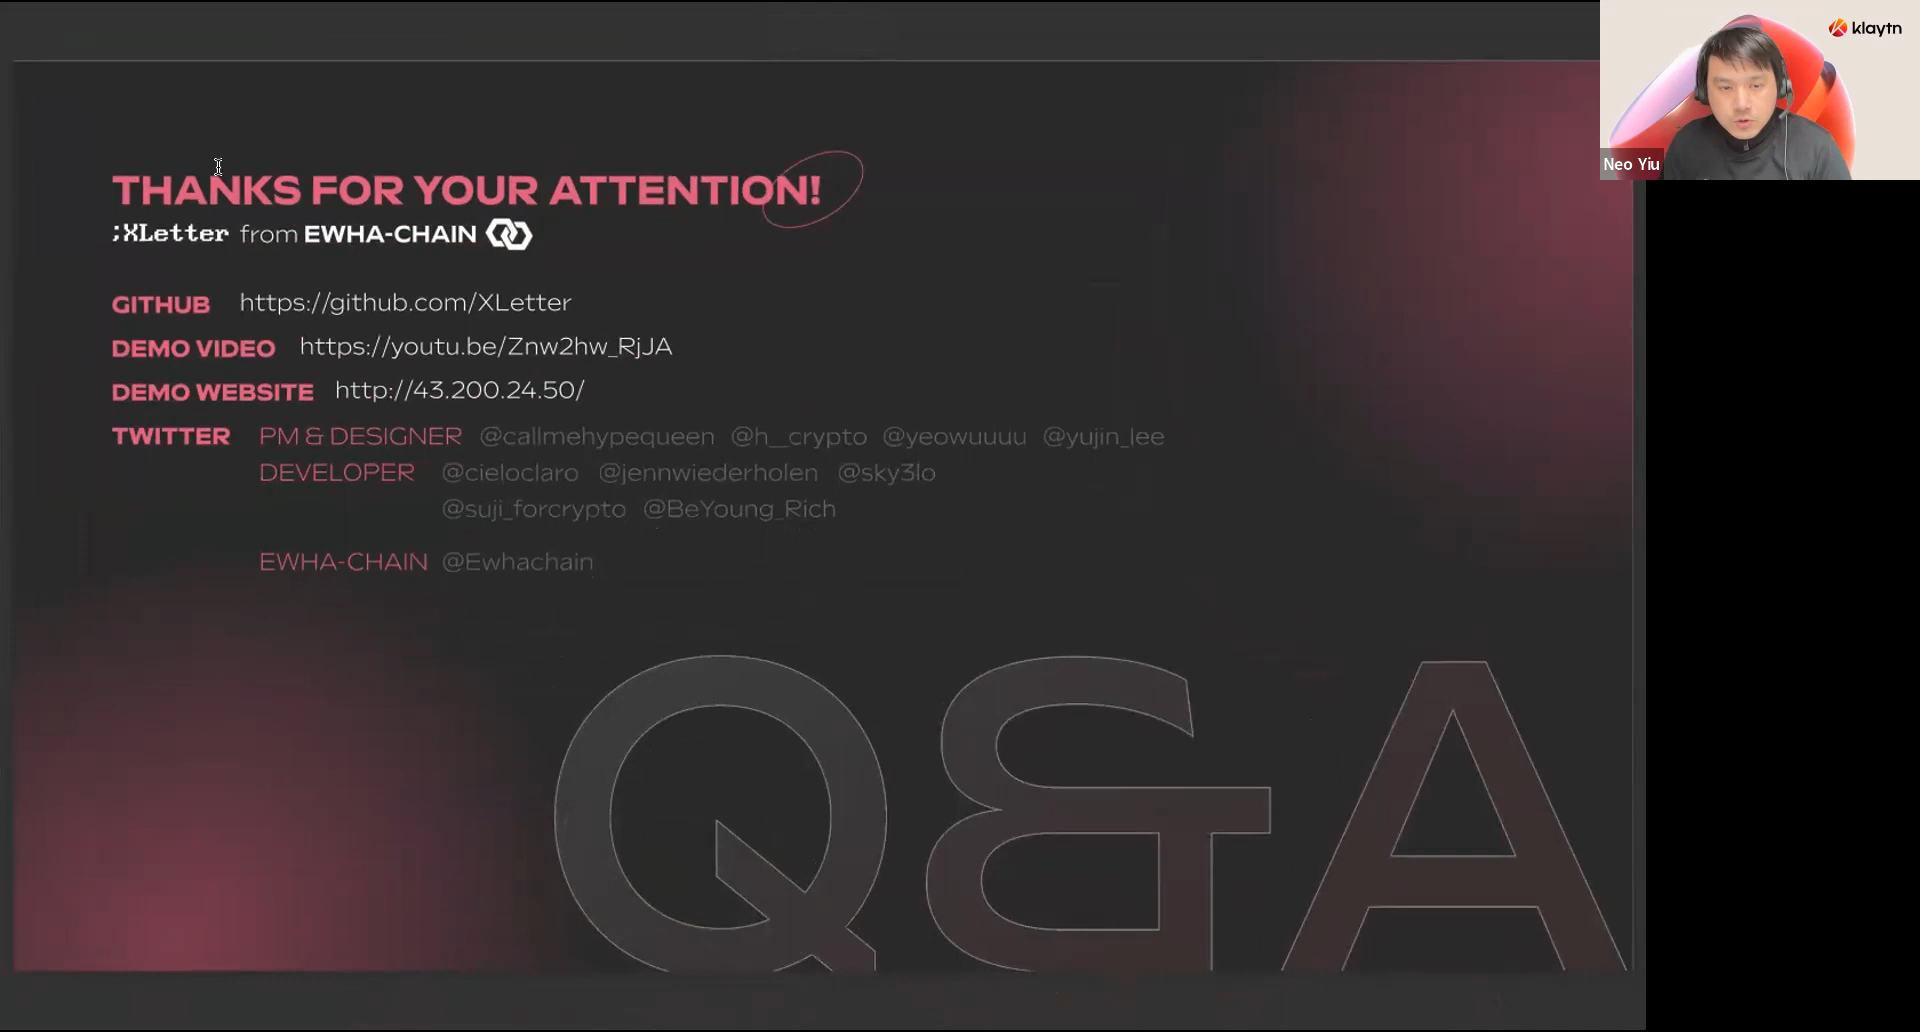 klaytn
Neo Yiu
THANKS FOR YOUR ATTENTION!
;XLetter from EWHA-CHAIN
GITHUB https://github.com/XLetter
DEMO VIDEO https://youtu.be/Znw2hw_RjJA
DEMO WEBSITE http://43.200.24.50/
TWITTER PM & DESIGNER @callmehypequeen @h__crypto @yeowuuuu @yujin_lee
DEVELOPER @cieloclaro @jennwiederholen @sky3lo
@suji_forcrypto @BeYoung_Rich
EWHA-CHAIN @Ewhachain
Q&A